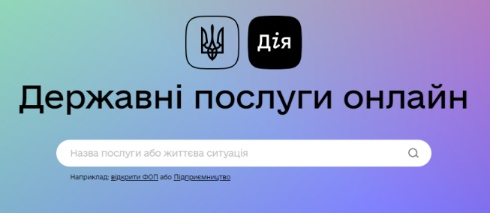 Дія
Державні послуги онлайн
Назва послуги або життєва ситуація
Наприклад: відкрити ФОП або Підприємництво